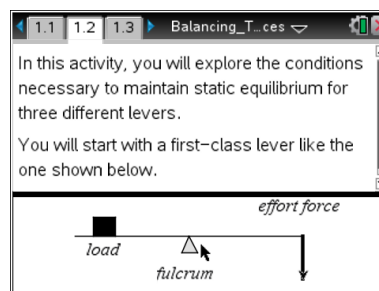 1.1 1.2 1.3 Balancing_T…ces
In this activity, you will explore the conditions
necessary to maintain static equilibrium for
three different levers.
You will start with a first-class lever like the
one shown below.
effort force
load
fulcrum